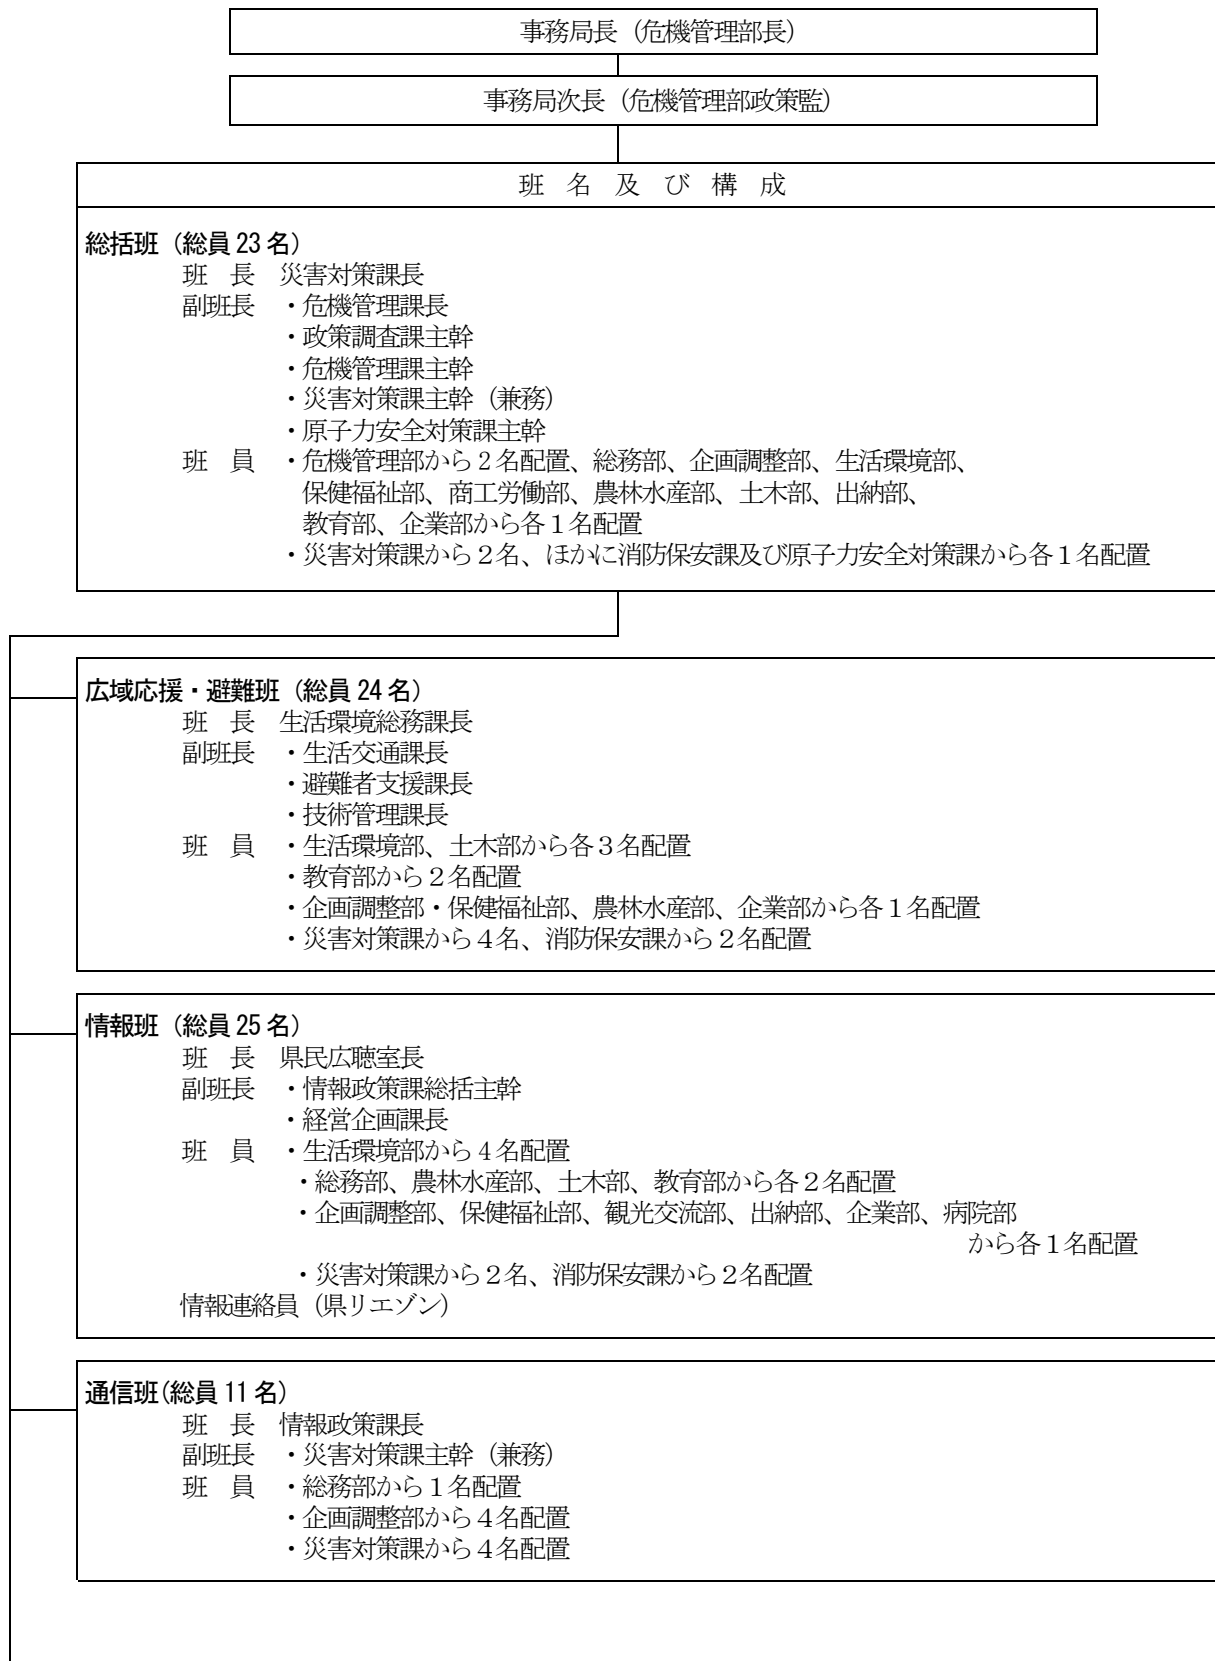 事務局長（危機管理部長）
事務局次長（危機管理部政策監）
班　名　及　び　構　成
総括班（総員 23 名）
班　長　災害対策課長
副班長　・危機管理課長
・政策調査課主幹
・危機管理課主幹
・災害対策課主幹（兼務）
・原子力安全対策課主幹
班　員　・危機管理部から２名配置、総務部、企画調整部、生活環境部、
保健福祉部、商工労働部、農林水産部、土木部、出納部、
教育部、企業部から各１名配置
・災害対策課から２名、ほかに消防保安課及び原子力安全対策課から各１名配置
広域応援・避難班（総員 24 名）
班　長　生活環境総務課長
副班長　・生活交通課長
・避難者支援課長
・技術管理課長
班　員　・生活環境部、土木部から各３名配置
・教育部から２名配置
・企画調整部・保健福祉部、農林水産部、企業部から各１名配置
・災害対策課から４名、消防保安課から２名配置
情報班（総員 25 名）
班　長　県民広聴室長
副班長　・情報政策課総括主幹
・経営企画課長
班　員　・生活環境部から４名配置
・総務部、農林水産部、土木部、教育部から各２名配置
・企画調整部、保健福祉部、観光交流部、出納部、企業部、病院部
から各１名配置
・災害対策課から２名、消防保安課から２名配置
情報連絡員（県リエゾン）
通信班(総員 11 名)
班　長　情報政策課長
副班長　・災害対策課主幹（兼務）
班　員　・総務部から１名配置
・企画調整部から４名配置
・災害対策課から４名配置